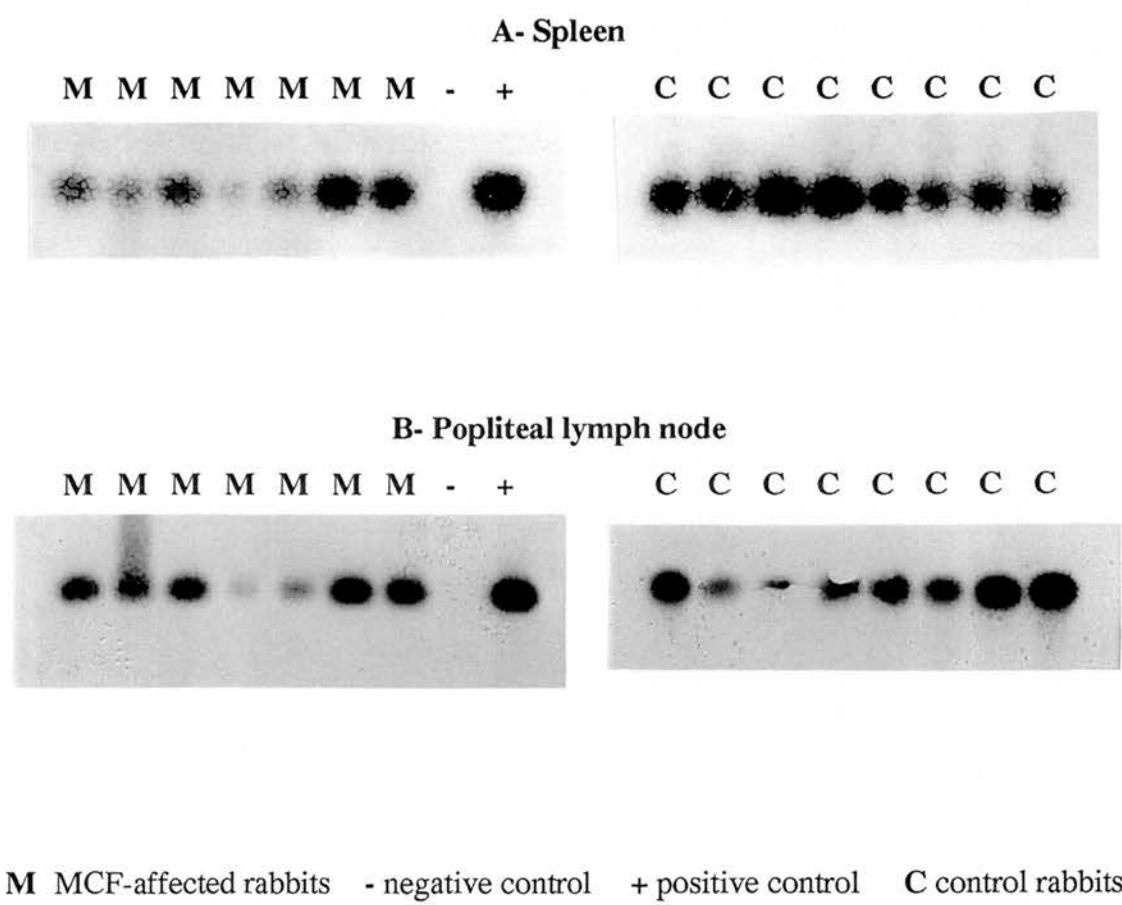 A- Spleen
M M M M M M M - + C C C C C C C C
B- Popliteal lymph node
M M M M M M M - + C C C C C C C C
M MCF-affected rabbits - negative control + positive control C control rabbits